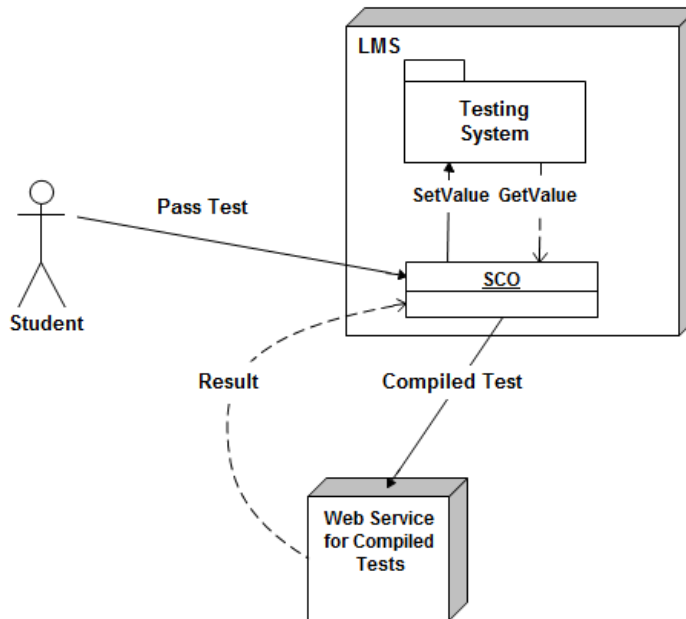 LMS
Testing
System
SetValue
GetValue
Pass Test
SCO
Student
Result
Compiled Test
Web Service
for Compiled
Tests